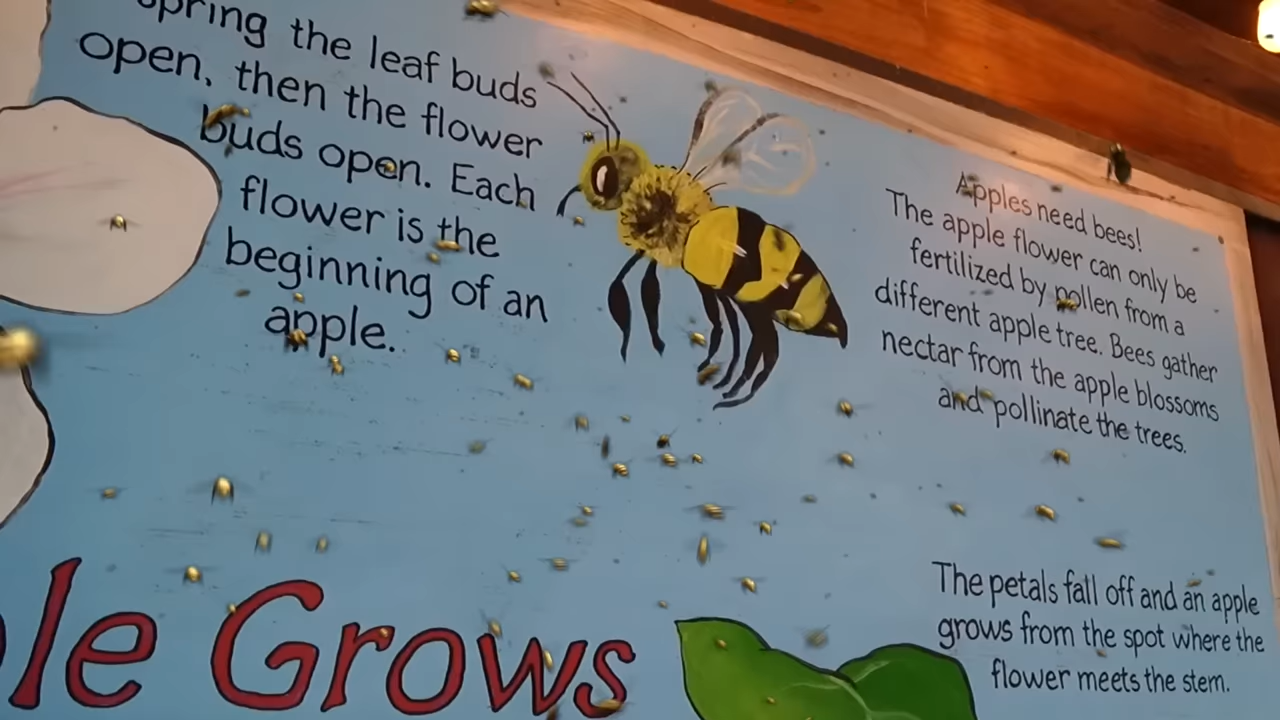 Spring the leaf buds
open, then the flower
buds open. Each
flower is the
beginning of an
apple.
Apples need bees!
The apple flower can only be
fertilized by pollen from a
different apple tree. Bees gather
nectar from the apple blossoms
and pollinate the trees.
The petals fall off and an apple
grows from the spot where the
flower meets the stem.
le Grows